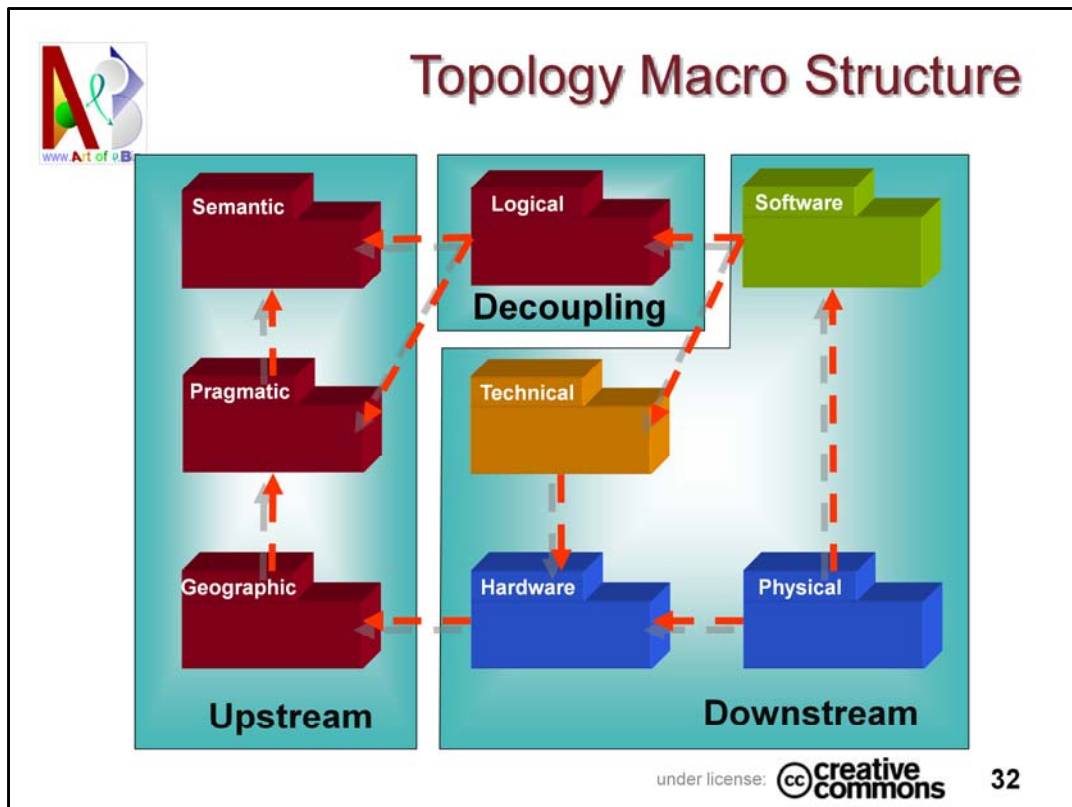 Topology Macro Structure
www.Art of e.B.
Semantic
Logical
Software
Decoupling
Pragmatic
Technical
Geographic
Hardware
Physical
Upstream
Downstream
under license:
cc creative
commons
32